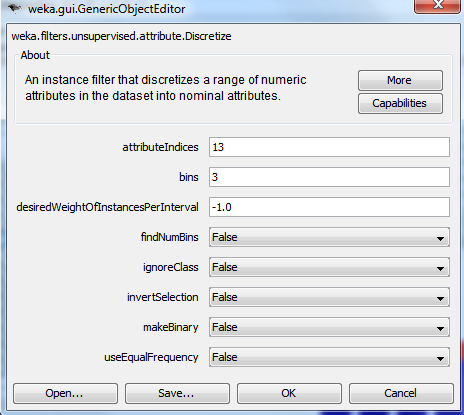 weka.gui.GenericObjectEditor
weka.filters.unsupervised.attribute.Discretize
About
An instance filter that discretizes a range of numeric
attributes in the dataset into nominal attributes.
More
Capabilities
attributeIndices 13
bins 3
desiredWeightOfInstancesPerInterval -1.0
findNumBins False
ignoreClass False
invertSelection False
makeBinary False
useEqualFrequency False
Open... Save... OK Cancel